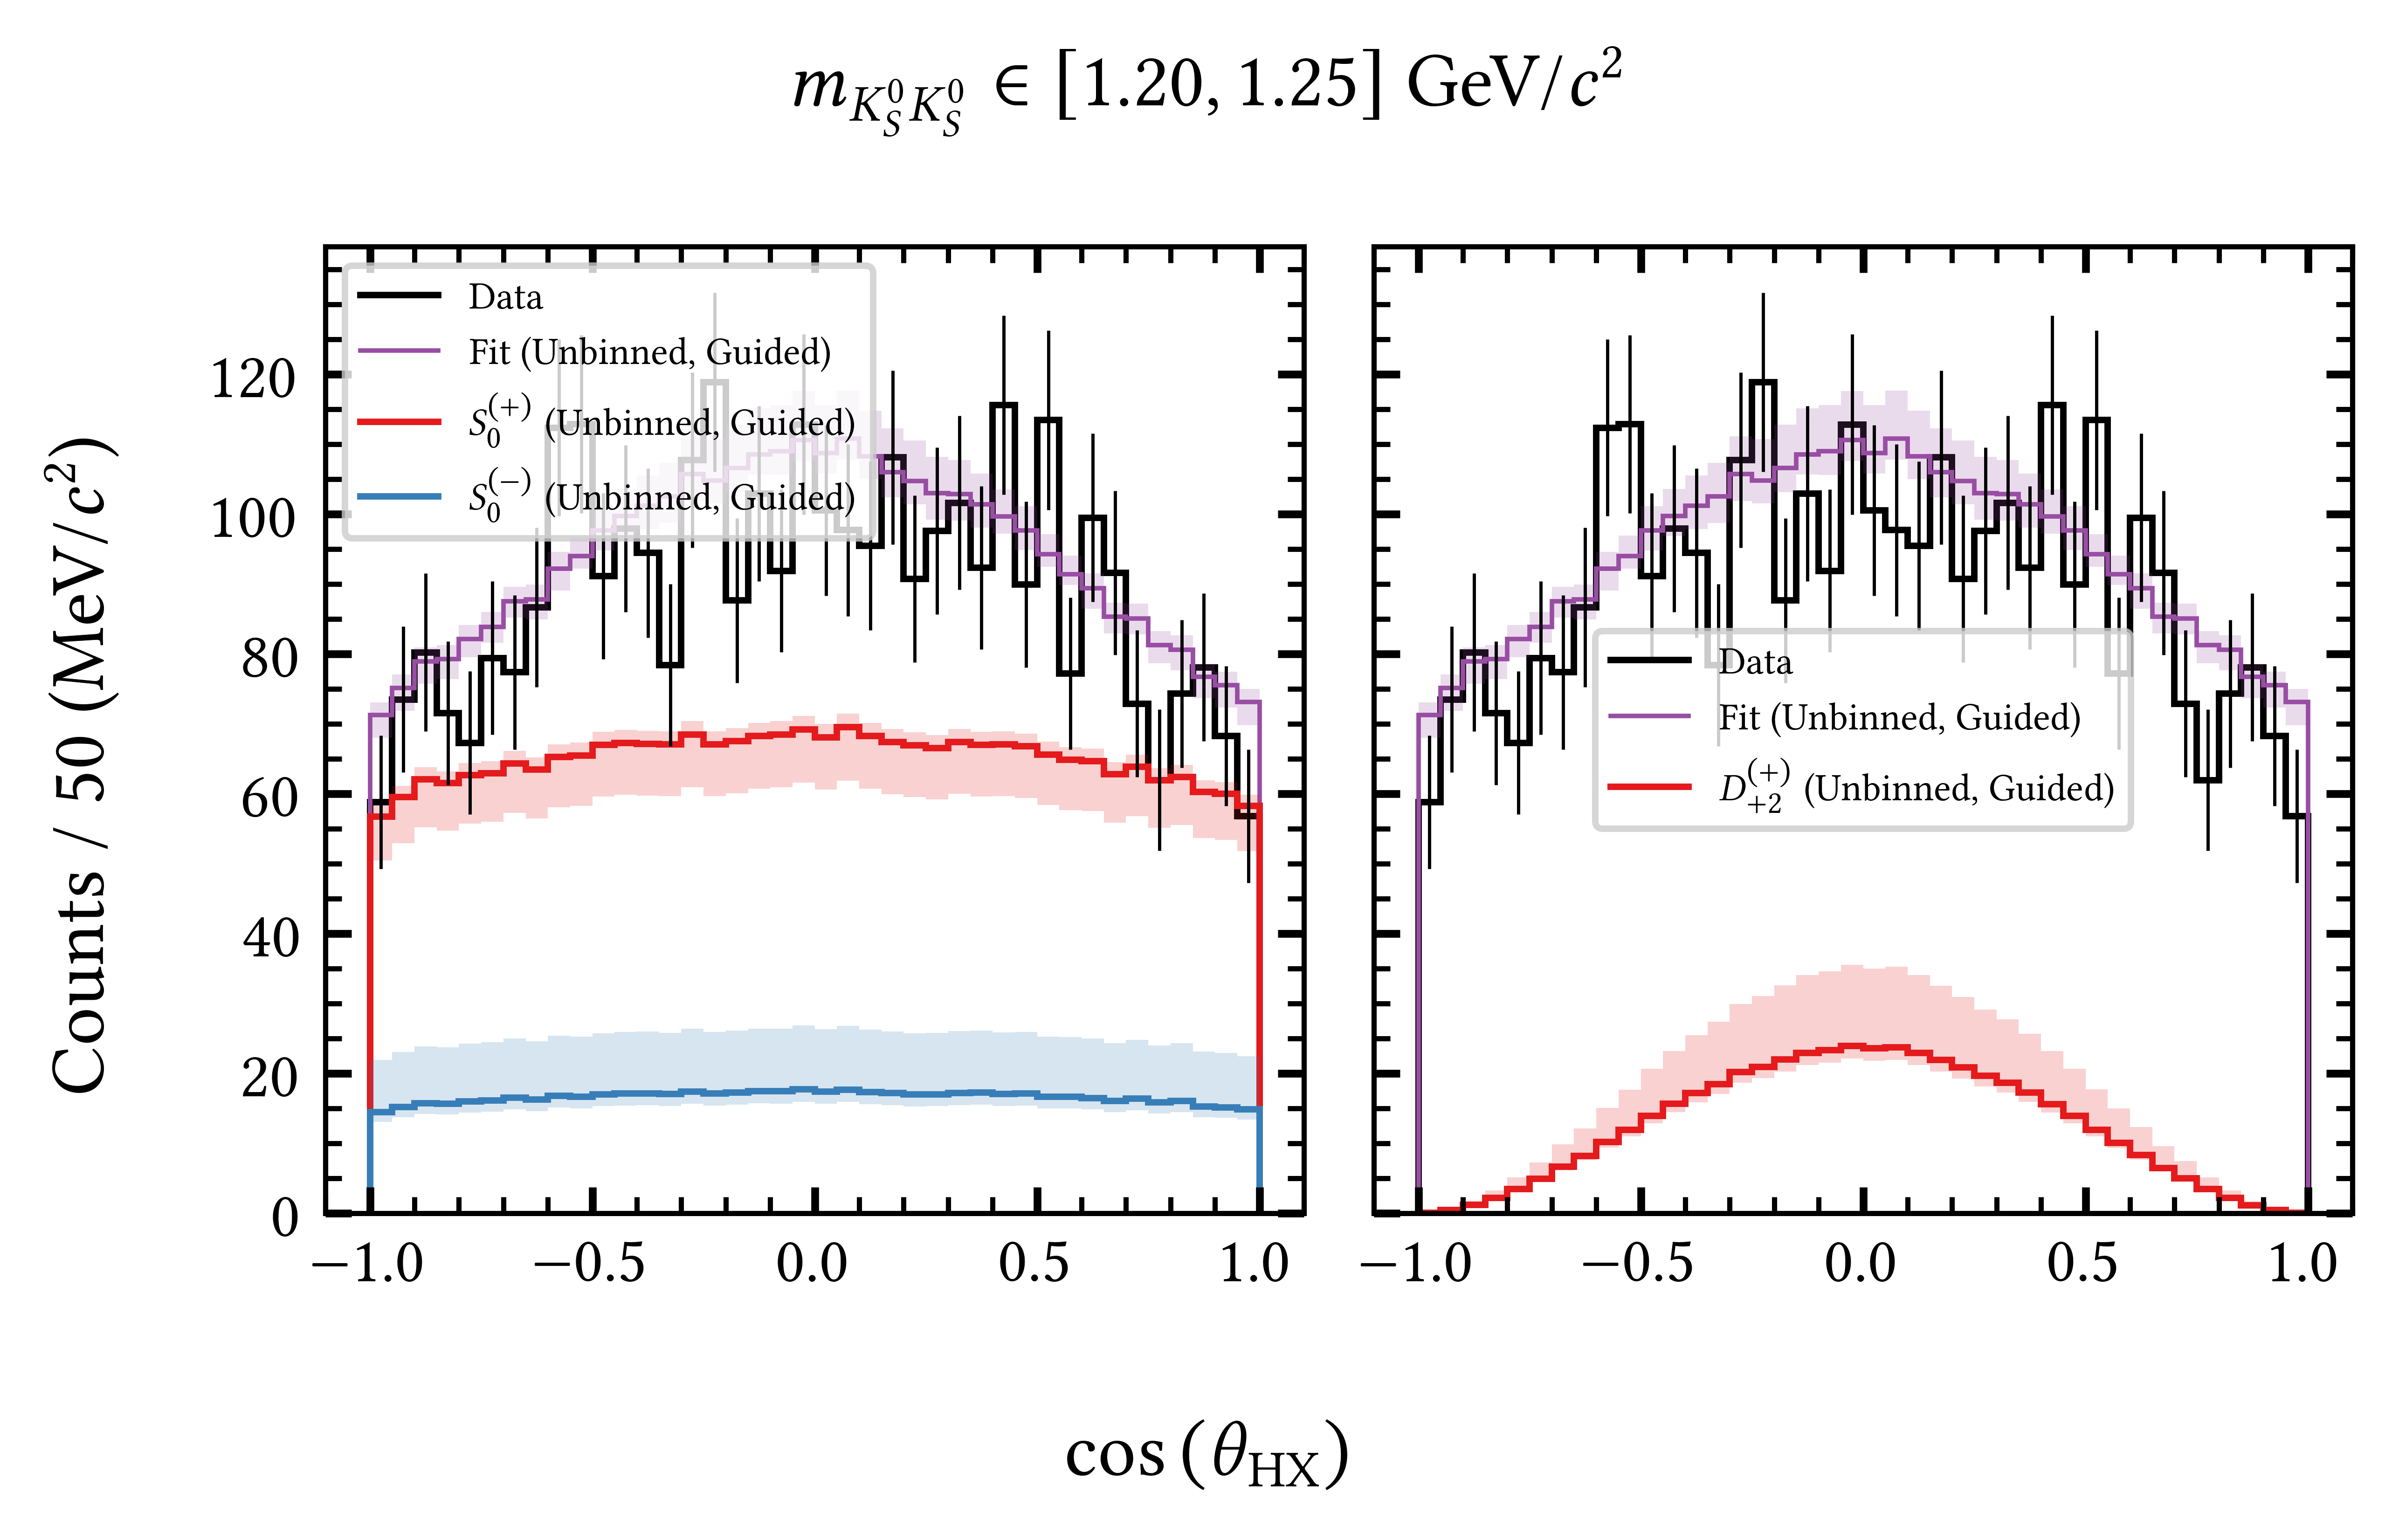 m_{K_S^0 K_S^0} ∈ [1.20, 1.25] GeV/c²
Counts / 50 (MeV/c²)
120
100
80
60
40
20
0
Data
Fit (Unbinned, Guided)
S_0^{(+)} (Unbinned, Guided)
S_0^{(−)} (Unbinned, Guided)
−1.0 −0.5 0.0 0.5 1.0
Data
Fit (Unbinned, Guided)
D_{+2}^{(+)} (Unbinned, Guided)
−1.0 −0.5 0.0 0.5 1.0
cos (θ_HX)